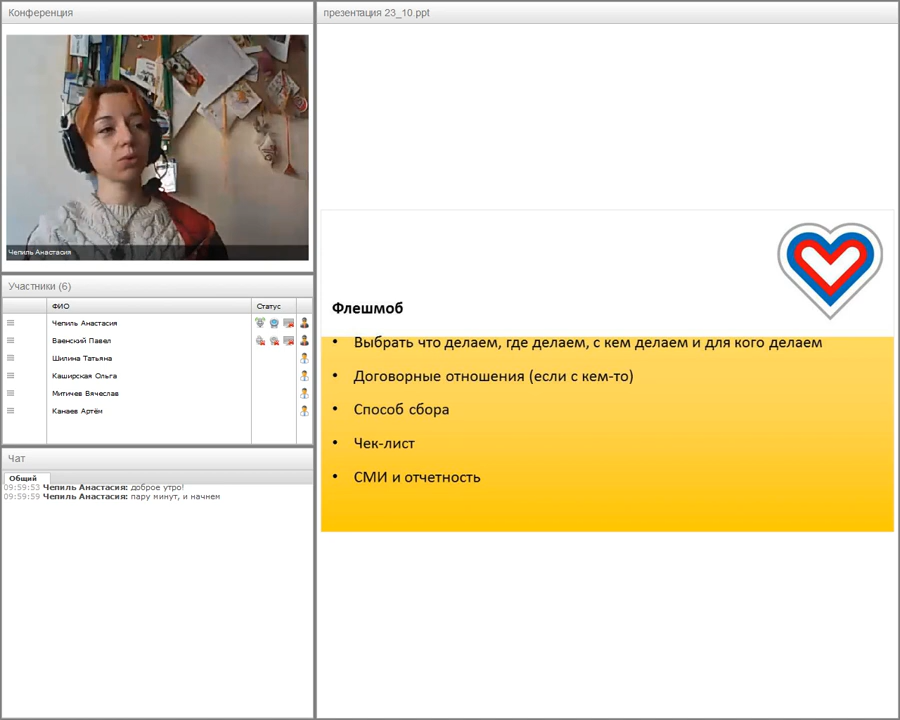 Конференция
Чепиль Анастасия
Участники (6)
ФИО Статус
Чепиль Анастасия
Ваенский Павел
Шилина Татьяна
Каширская Ольга
Митичев Вячеслав
Канаев Артём
Чат
Общий
09:59:53 Чепиль Анастасия: доброе утро!
09:59:59 Чепиль Анастасия: пару минут, и начнем
презентация 23_10.ppt
Флешмоб
• Выбрать что делаем, где делаем, с кем делаем и для кого делаем
• Договорные отношения (если с кем-то)
• Способ сбора
• Чек-лист
• СМИ и отчетность